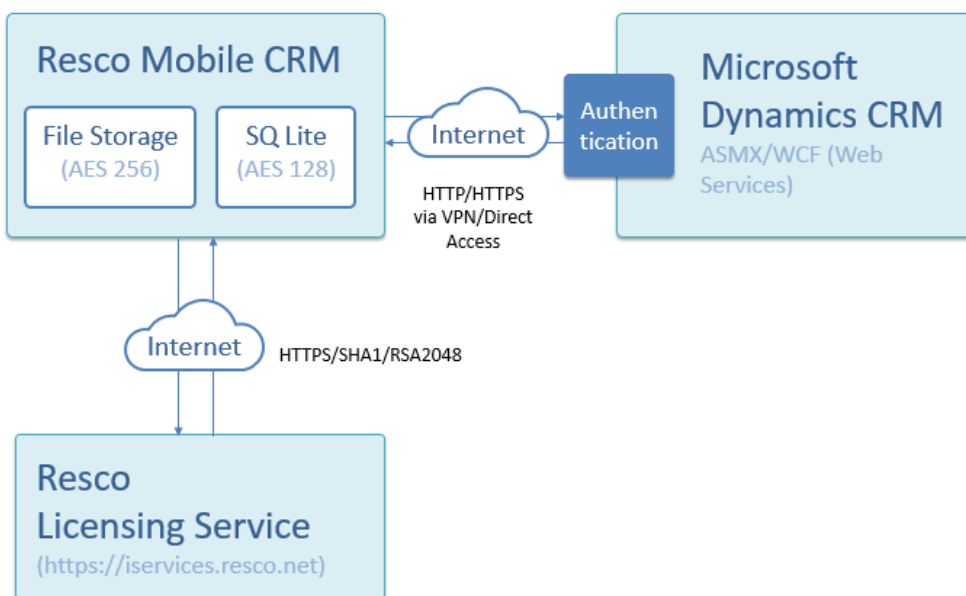 Resco Mobile CRM
File Storage
(AES 256)
SQ Lite
(AES 128)
Internet
HTTP/HTTPS
via VPN/Direct
Access
Authen
tication
Microsoft
Dynamics CRM
ASMX/WCF (Web
Services)
Internet
HTTPS/SHA1/RSA2048
Resco
Licensing Service
(https://iservices.resco.net)